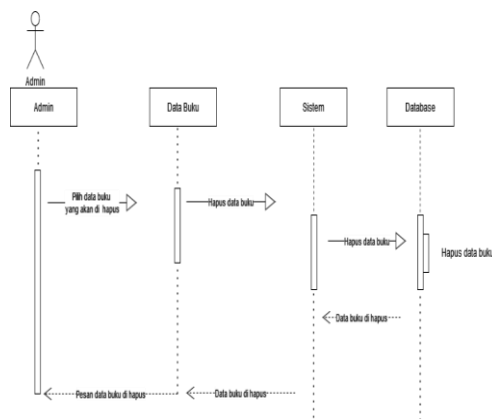 Admin
Admin
Data Buku
Sistem
Database
Pilih data buku
yang akan di hapus
Hapus data buku
Hapus data buku
Hapus data buku
Data buku di hapus
Data buku di hapus
Pesan data buku di hapus